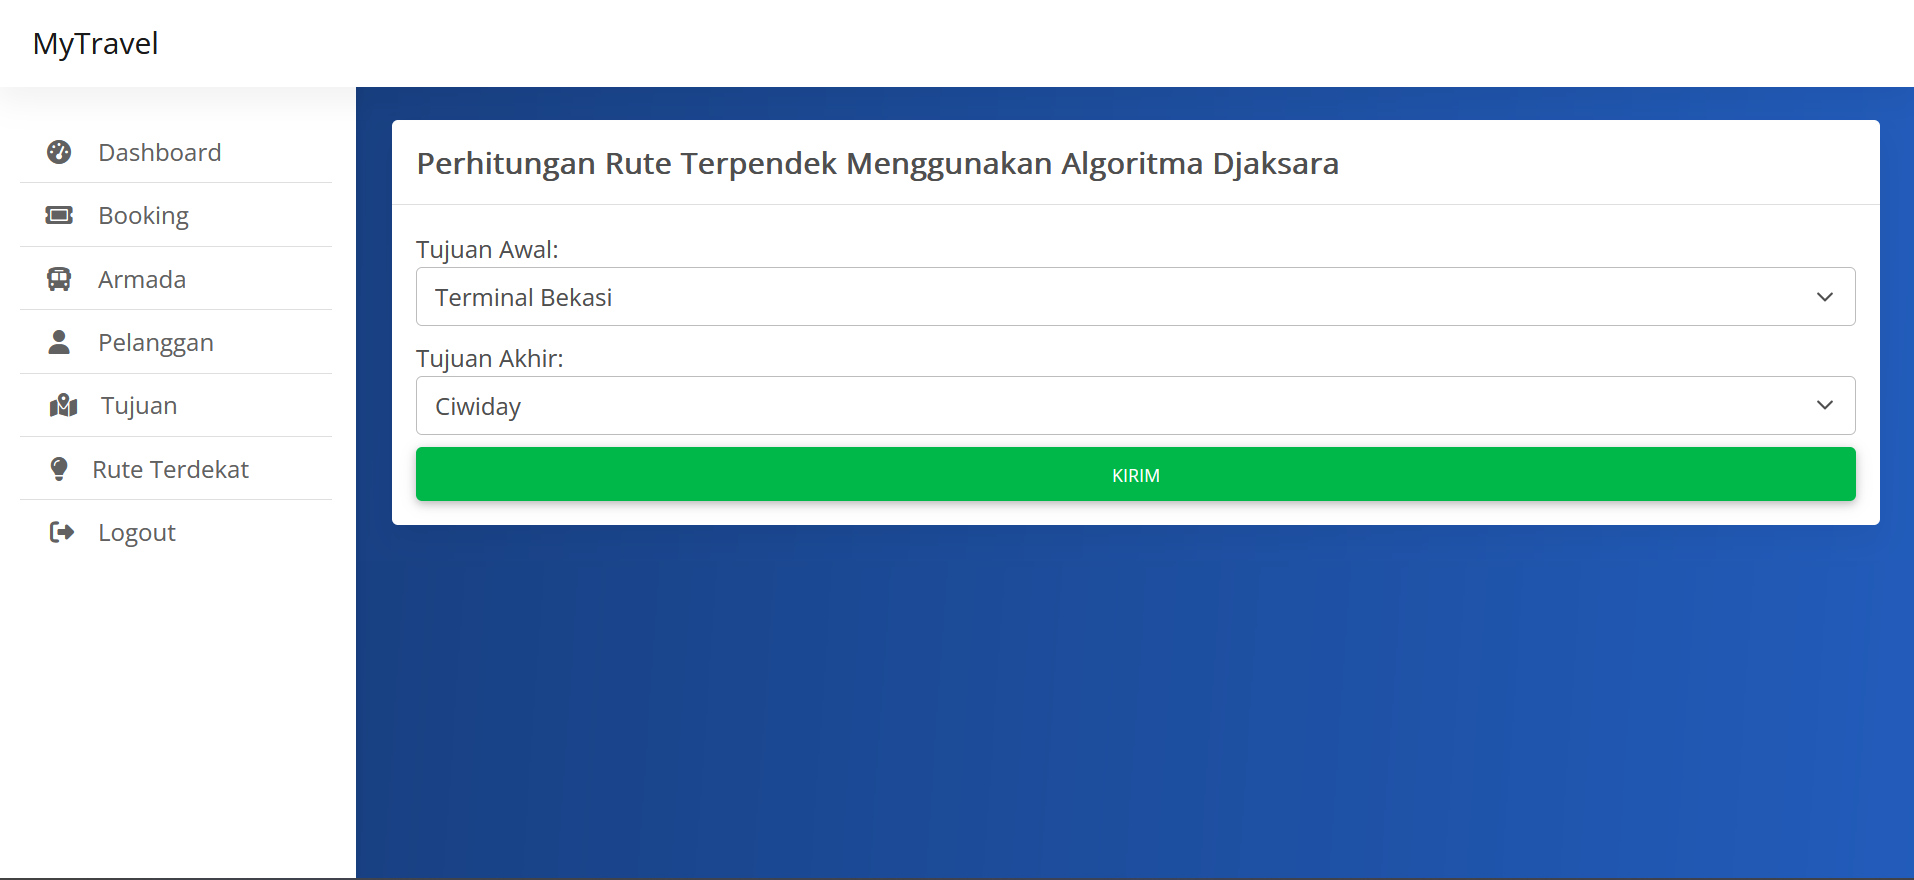 MyTravel
Dashboard
Booking
Armada
Pelanggan
Tujuan
Rute Terdekat
Logout
Perhitungan Rute Terpendek Menggunakan Algoritma Djaksara
Tujuan Awal:
Terminal Bekasi
Tujuan Akhir:
Ciwiday
KIRIM